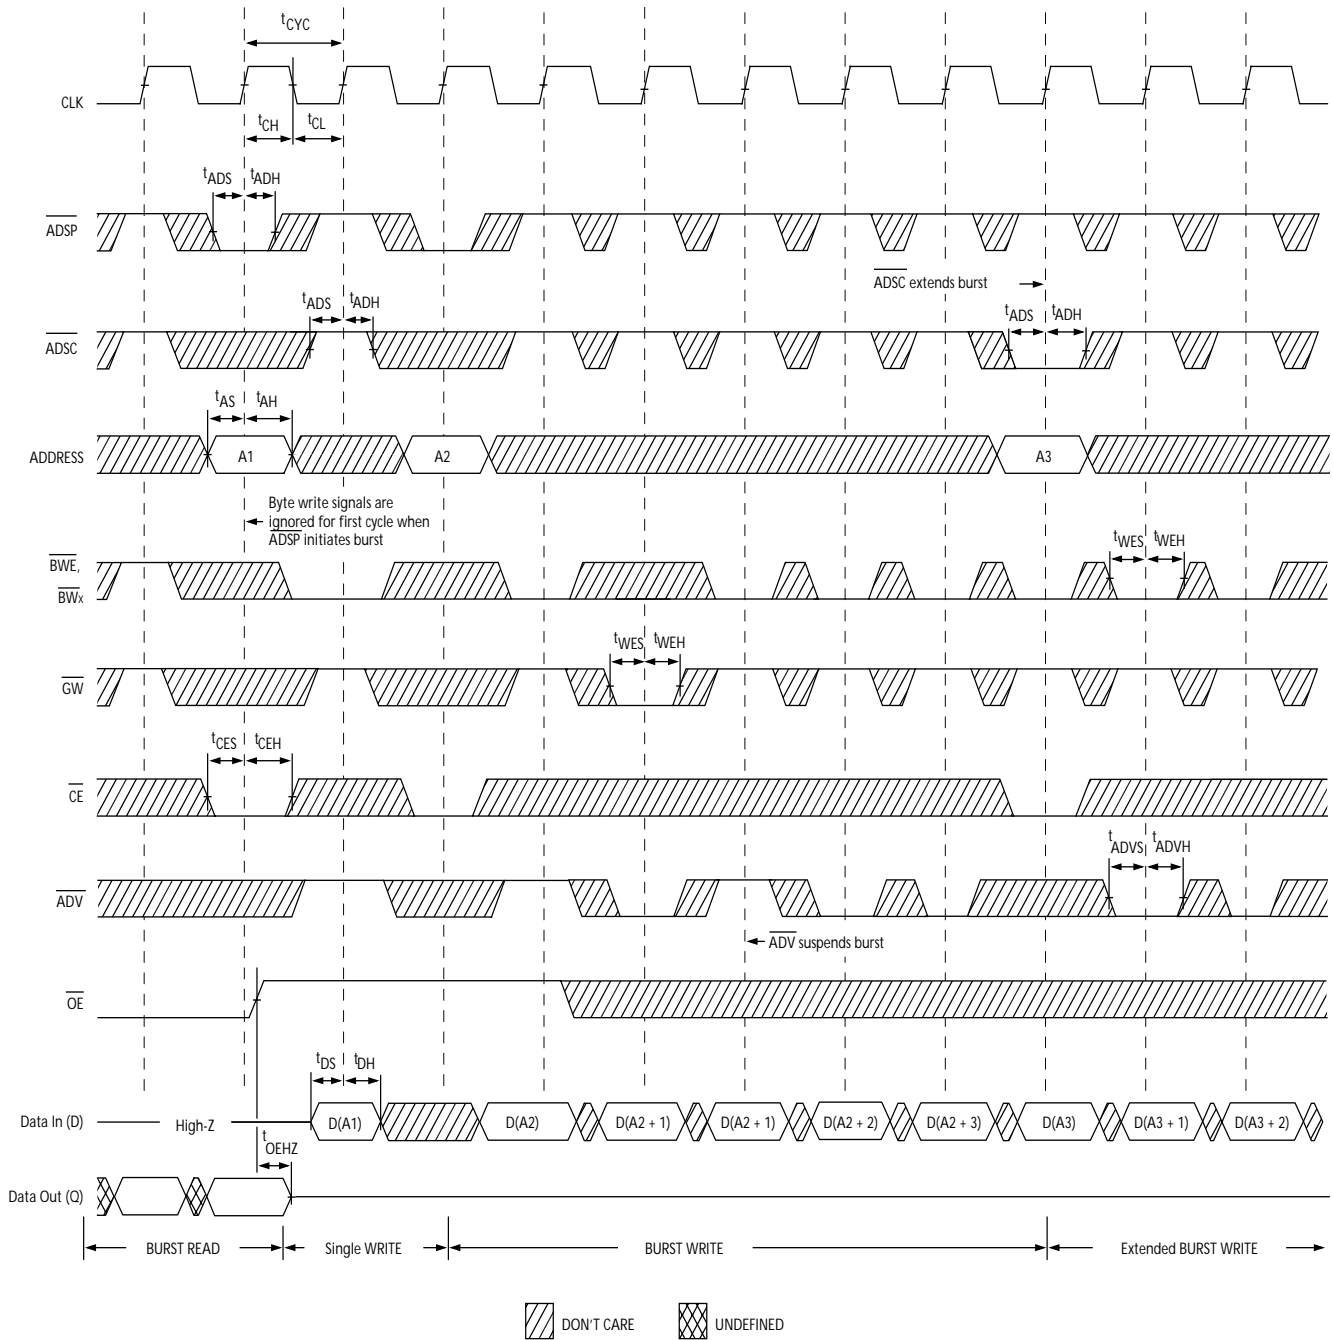 tCYC
CLK
tCH
tCL
tADS
tADH
ADSP
ADSC extends burst
tADS
tADH
tADS
tADH
ADSC
tAS
tAH
ADDRESS
A1
A2
A3
Byte write signals are
ignored for first cycle when
ADSP initiates burst
tWES
tWEH
BWE,
BWx
tWES
tWEH
GW
tCES
tCEH
CE
tADVS
tADVH
ADV
ADV suspends burst
OE
tDS
tDH
Data In (D)
High-Z
D(A1)
D(A2)
D(A2 + 1)
D(A2 + 1)
D(A2 + 2)
D(A2 + 3)
D(A3)
D(A3 + 1)
D(A3 + 2)
tOEHZ
Data Out (Q)
BURST READ
Single WRITE
BURST WRITE
Extended BURST WRITE
DON'T CARE
UNDEFINED